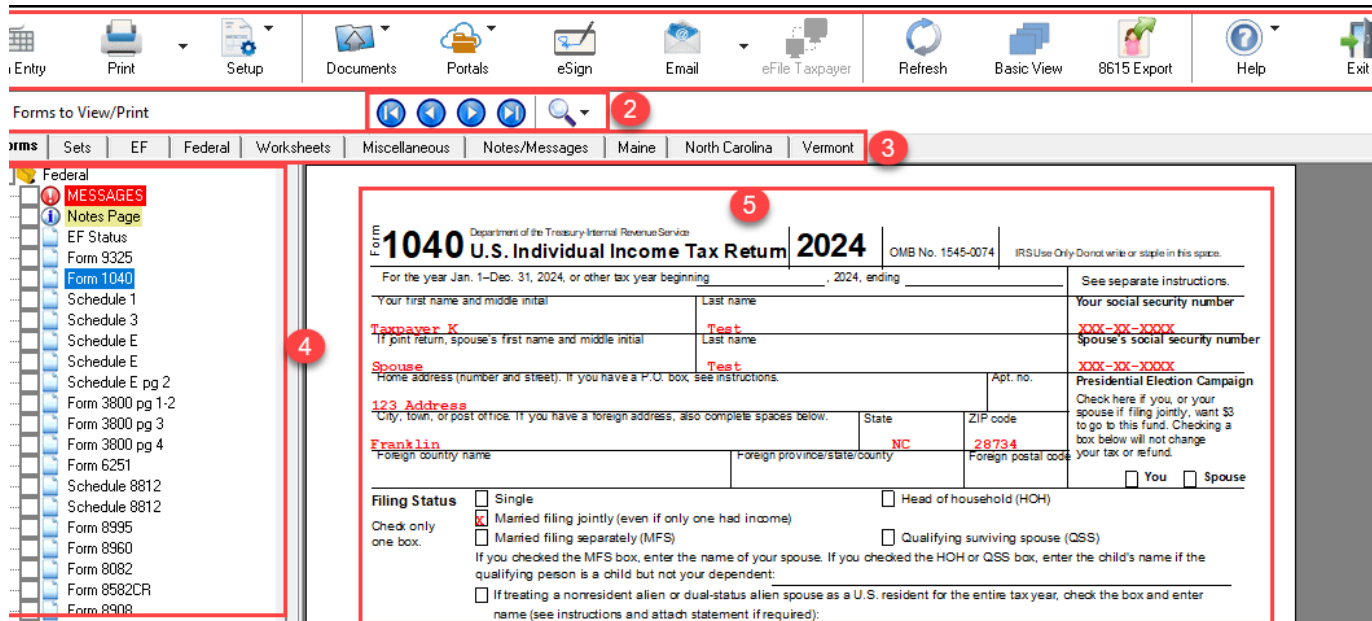 Entry Print Setup Documents Portals eSign Email eFile Taxpayer Refresh Basic View 8615 Export Help Exit
Forms to View/Print 2
orms Sets EF Federal Worksheets Miscellaneous Notes/Messages Maine North Carolina Vermont 3
Federal
MESSAGES
Notes Page
EF Status
Form 9325
Form 1040
Schedule 1
Schedule 3
Schedule E
Schedule E
Schedule E pg 2
Form 3800 pg 1-2
Form 3800 pg 3
Form 3800 pg 4
Form 6251
Schedule 8812
Schedule 8812
Form 8995
Form 8960
Form 8082
Form 8582CR
Form 8908
4
5
Form 1040 Department of the Treasury-Internal Revenue Service
U.S. Individual Income Tax Return 2024 OMB No. 1545-0074 IRS Use Only-Do not write or staple in this space.
For the year Jan. 1–Dec. 31, 2024, or other tax year beginning , 2024, ending See separate instructions.
Your first name and middle initial Last name Your social security number
Taxpayer K Test XXX-XX-XXXX
If joint return, spouse's first name and middle initial Last name Spouse's social security number
Spouse Test XXX-XX-XXXX
Home address (number and street). If you have a P.O. box, see instructions. Apt. no.
123 Address
City, town, or post office. If you have a foreign address, also complete spaces below. State ZIP code
Franklin NC 28734
Foreign country name Foreign province/state/county Foreign postal code
Presidential Election Campaign
Check here if you, or your
spouse if filing jointly, want $3
to go to this fund. Checking a
box below will not change
your tax or refund.
You Spouse
Filing Status
Check only
one box.
Single Head of household (HOH)
X Married filing jointly (even if only one had income)
Married filing separately (MFS) Qualifying surviving spouse (QSS)
If you checked the MFS box, enter the name of your spouse. If you checked the HOH or QSS box, enter the child's name if the
qualifying person is a child but not your dependent:
If treating a nonresident alien or dual-status alien spouse as a U.S. resident for the entire tax year, check the box and enter
name (see instructions and attach statement if required):